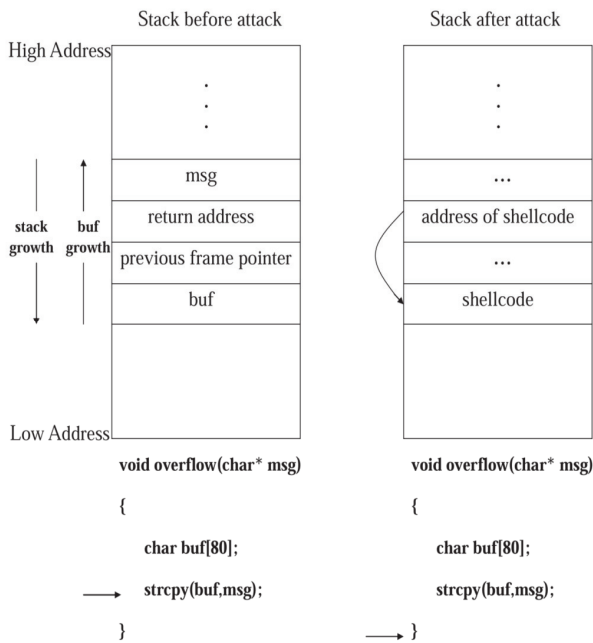 Stack before attack
High Address
.
.
.
msg
return address
previous frame pointer
buf
stack
growth
buf
growth
Low Address
void overflow(char* msg)
{
char buf[80];
strcpy(buf,msg);
}
Stack after attack
.
.
.
...
address of shellcode
...
shellcode
void overflow(char* msg)
{
char buf[80];
strcpy(buf,msg);
}